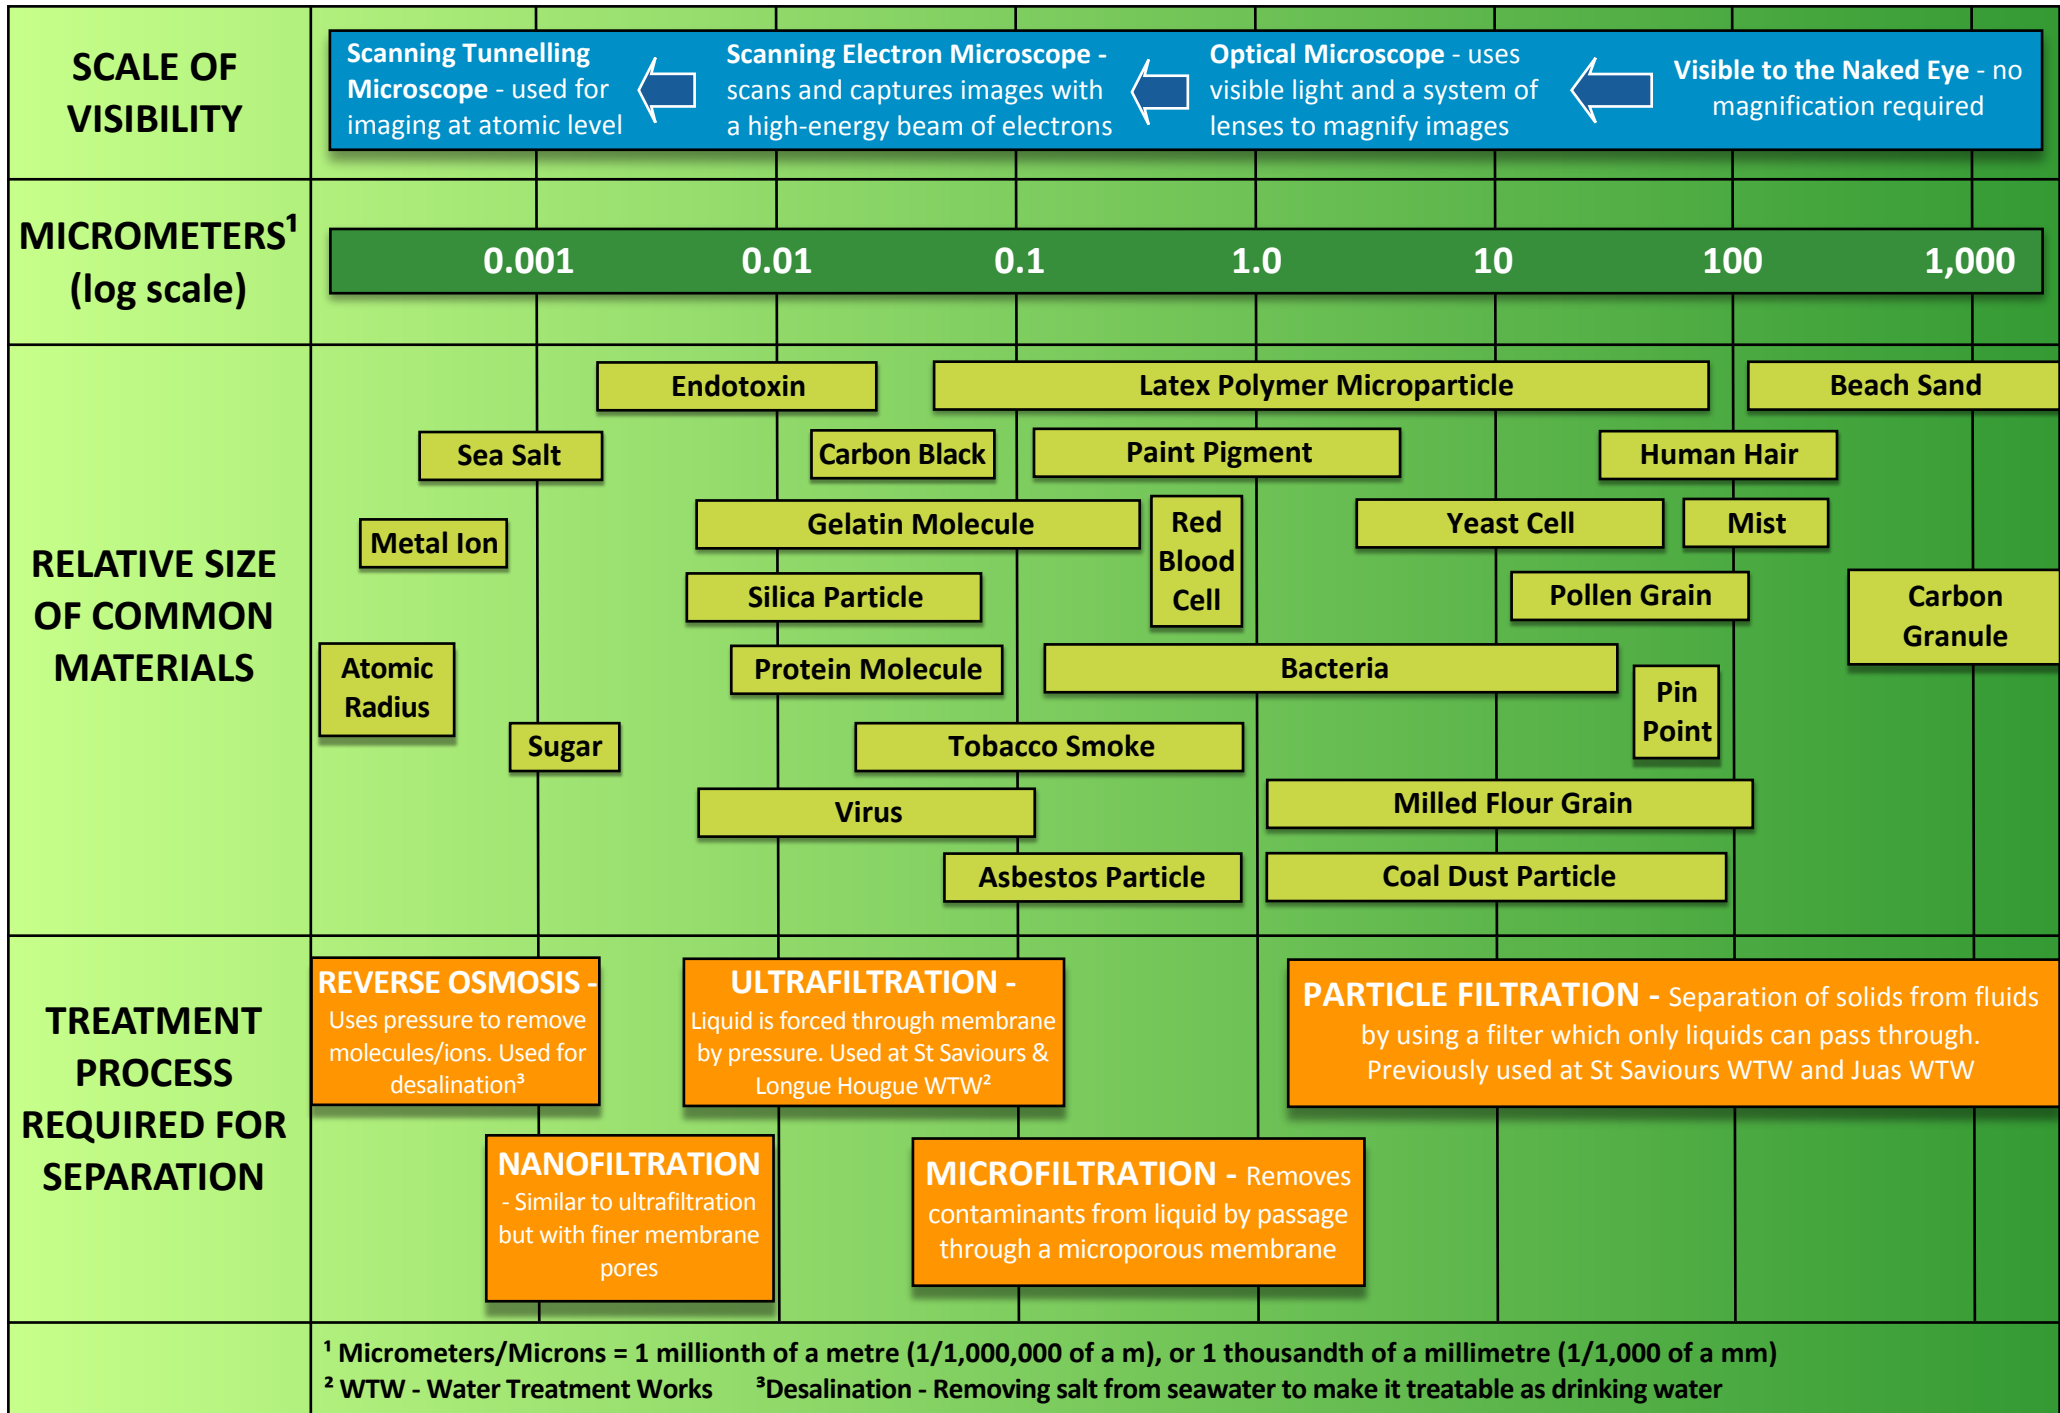 SCALE OF
VISIBILITY
Scanning Tunnelling
Microscope - used for
imaging at atomic level
Scanning Electron Microscope -
scans and captures images with
a high-energy beam of electrons
Optical Microscope - uses
visible light and a system of
lenses to magnify images
Visible to the Naked Eye - no
magnification required
MICROMETERS¹
(log scale)
0.001
0.01
0.1
1.0
10
100
1,000
RELATIVE SIZE
OF COMMON
MATERIALS
Endotoxin
Latex Polymer Microparticle
Beach Sand
Sea Salt
Carbon Black
Paint Pigment
Human Hair
Metal Ion
Gelatin Molecule
Red
Blood
Cell
Yeast Cell
Mist
Silica Particle
Pollen Grain
Carbon
Granule
Atomic
Radius
Protein Molecule
Bacteria
Pin
Point
Sugar
Tobacco Smoke
Virus
Milled Flour Grain
Asbestos Particle
Coal Dust Particle
TREATMENT
PROCESS
REQUIRED FOR
SEPARATION
REVERSE OSMOSIS -
Uses pressure to remove
molecules/ions. Used for
desalination³
ULTRAFILTRATION -
Liquid is forced through membrane
by pressure. Used at St Saviours &
Longue Hougue WTW²
PARTICLE FILTRATION - Separation of solids from fluids
by using a filter which only liquids can pass through.
Previously used at St Saviours WTW and Juas WTW
NANOFILTRATION
- Similar to ultrafiltration
but with finer membrane
pores
MICROFILTRATION - Removes
contaminants from liquid by passage
through a microporous membrane
¹ Micrometers/Microns = 1 millionth of a metre (1/1,000,000 of a m), or 1 thousandth of a millimetre (1/1,000 of a mm)
² WTW - Water Treatment Works ³Desalination - Removing salt from seawater to make it treatable as drinking water